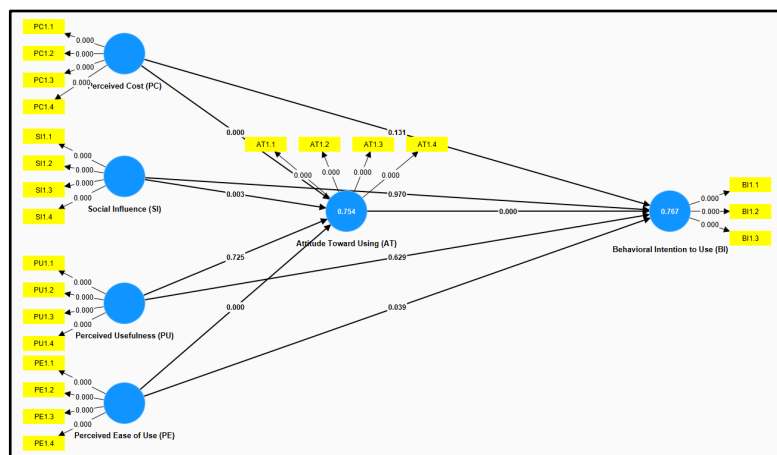 PC1.1
PC1.2
PC1.3
PC1.4
0.000
0.000
0.000
0.000
Perceived Cost (PC)
SI1.1
SI1.2
SI1.3
SI1.4
0.000
0.000
0.000
0.000
Social Influence (SI)
PU1.1
PU1.2
PU1.3
PU1.4
0.000
0.000
0.000
0.000
Perceived Usefulness (PU)
PE1.1
PE1.2
PE1.3
PE1.4
0.000
0.000
0.000
0.000
Perceived Ease of Use (PE)
0.000
0.003
0.725
0.000
AT1.1
AT1.2
AT1.3
AT1.4
0.000
0.000
0.000
0.000
0.754
Attitude Toward Using (AT)
0.131
0.970
0.000
0.629
0.039
0.767
Behavioral Intention to Use (BI)
0.000
0.000
0.000
BI1.1
BI1.2
BI1.3